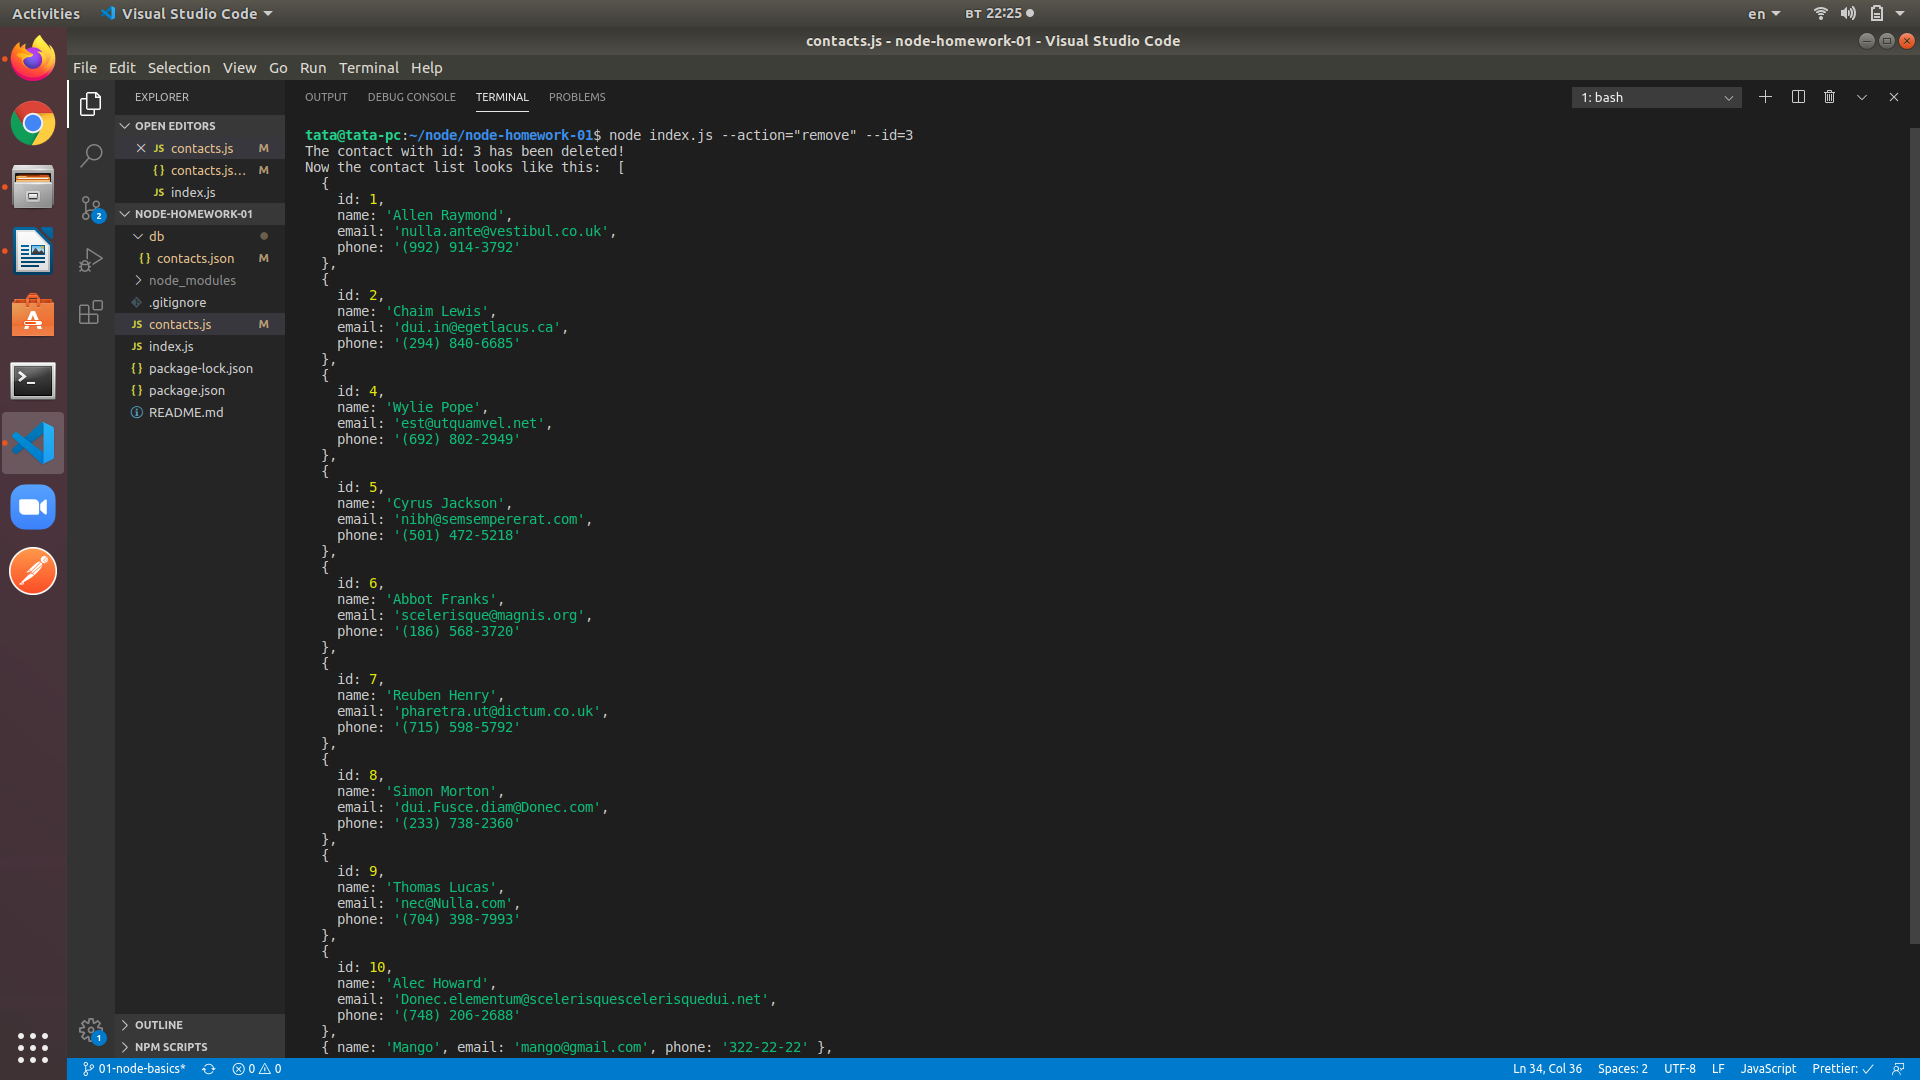 Activities Visual Studio Code вт 22:25 en
contacts.js - node-homework-01 - Visual Studio Code
File Edit Selection View Go Run Terminal Help
EXPLORER
OPEN EDITORS
JS contacts.js M
{} contacts.js... M
JS index.js
NODE-HOMEWORK-01
db
{} contacts.json M
node_modules
.gitignore
JS contacts.js M
JS index.js
{} package-lock.json
{} package.json
README.md
OUTLINE
NPM SCRIPTS
2
1
OUTPUT DEBUG CONSOLE TERMINAL PROBLEMS 1: bash
tata@tata-pc:~/node/node-homework-01$ node index.js --action="remove" --id=3
The contact with id: 3 has been deleted!
Now the contact list looks like this:  [
{
id: 1,
name: 'Allen Raymond',
email: 'nulla.ante@vestibul.co.uk',
phone: '(992) 914-3792'
},
{
id: 2,
name: 'Chaim Lewis',
email: 'dui.in@egetlacus.ca',
phone: '(294) 840-6685'
},
{
id: 4,
name: 'Wylie Pope',
email: 'est@utquamvel.net',
phone: '(692) 802-2949'
},
{
id: 5,
name: 'Cyrus Jackson',
email: 'nibh@semsempererat.com',
phone: '(501) 472-5218'
},
{
id: 6,
name: 'Abbot Franks',
email: 'scelerisque@magnis.org',
phone: '(186) 568-3720'
},
{
id: 7,
name: 'Reuben Henry',
email: 'pharetra.ut@dictum.co.uk',
phone: '(715) 598-5792'
},
{
id: 8,
name: 'Simon Morton',
email: 'dui.Fusce.diam@Donec.com',
phone: '(233) 738-2360'
},
{
id: 9,
name: 'Thomas Lucas',
email: 'nec@Nulla.com',
phone: '(704) 398-7993'
},
{
id: 10,
name: 'Alec Howard',
email: 'Donec.elementum@scelerisquescelerisquedui.net',
phone: '(748) 206-2688'
},
{ name: 'Mango', email: 'mango@gmail.com', phone: '322-22-22' },
01-node-basics* 0 0 Ln 34, Col 36 Spaces: 2 UTF-8 LF JavaScript Prettier: ✓